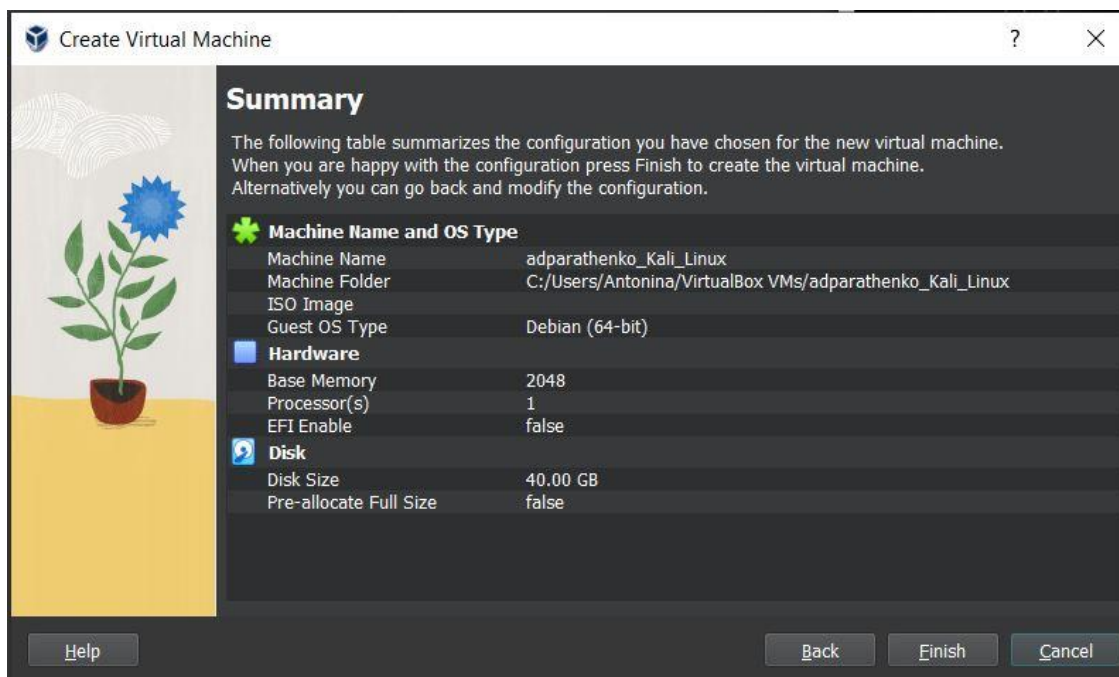 Create Virtual Machine
?
Summary
The following table summarizes the configuration you have chosen for the new virtual machine.
When you are happy with the configuration press Finish to create the virtual machine.
Alternatively you can go back and modify the configuration.
Machine Name and OS Type
Machine Name adparathenko_Kali_Linux
Machine Folder C:/Users/Antonina/VirtualBox VMs/adparathenko_Kali_Linux
ISO Image
Guest OS Type Debian (64-bit)
Hardware
Base Memory 2048
Processor(s) 1
EFI Enable false
Disk
Disk Size 40.00 GB
Pre-allocate Full Size false
Help Back Finish Cancel